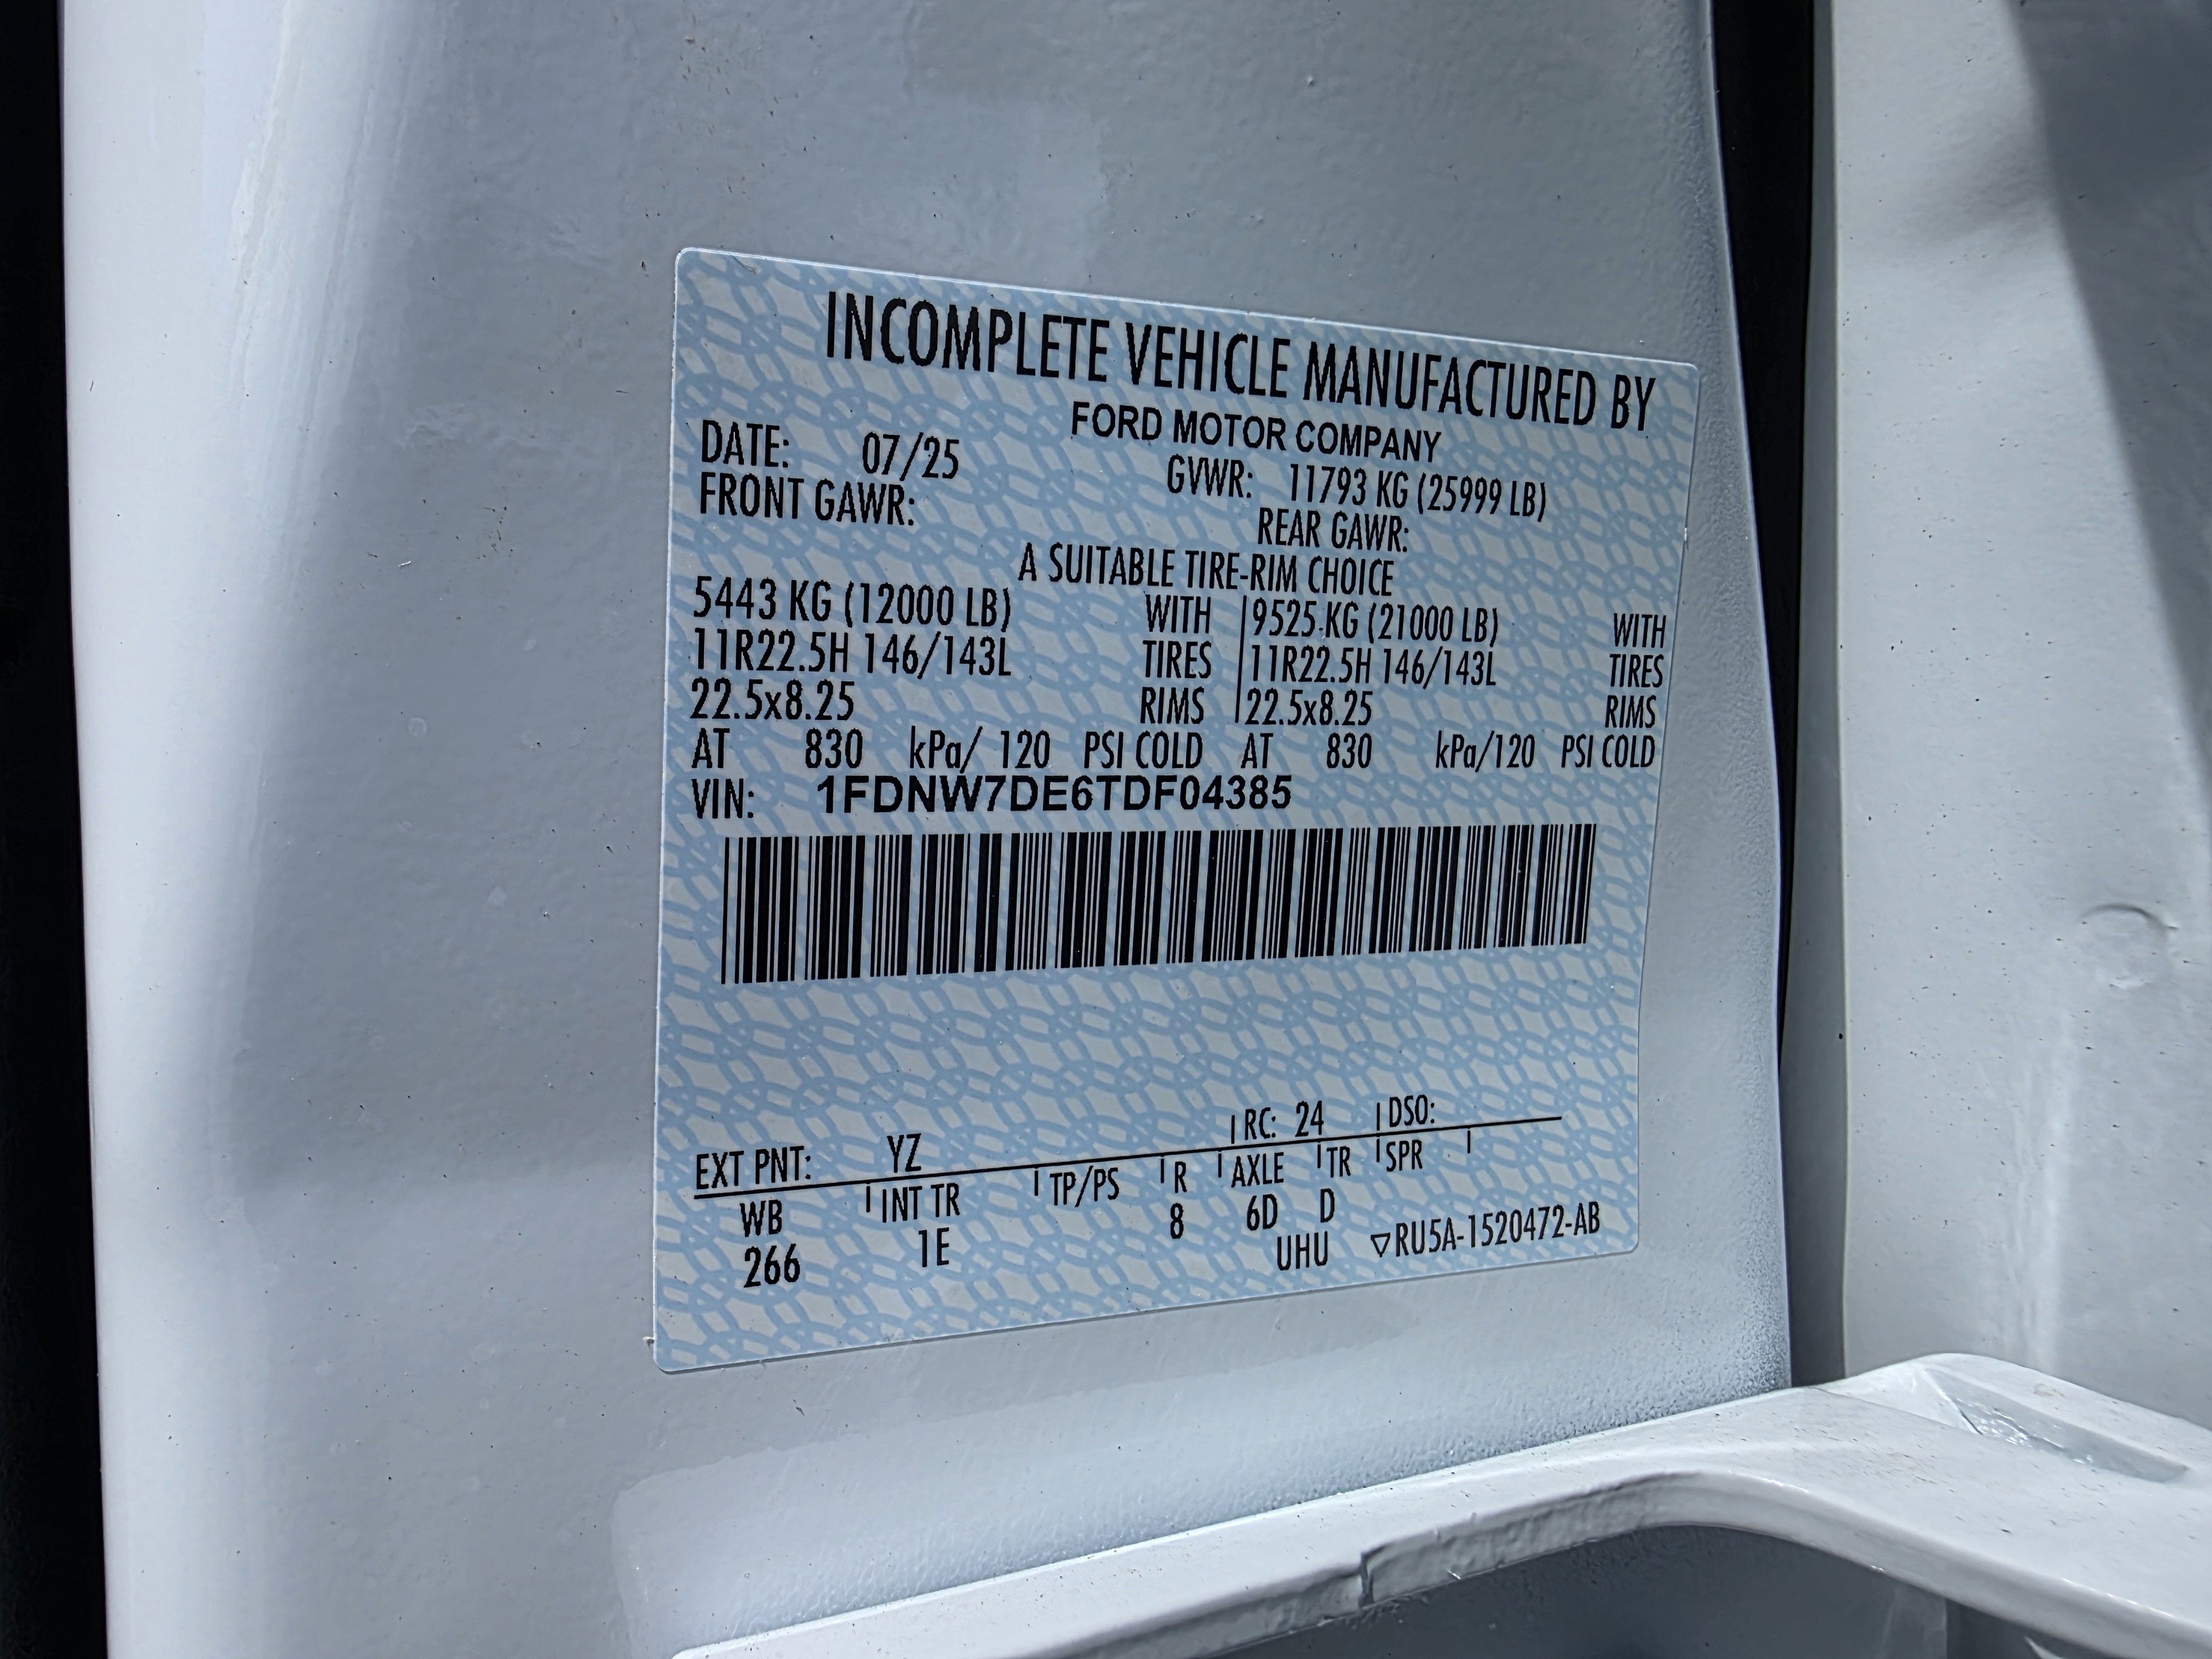 INCOMPLETE VEHICLE MANUFACTURED BY
FORD MOTOR COMPANY
DATE: 07/25 GVWR: 11793 KG (25999 LB)
FRONT GAWR: REAR GAWR:
A SUITABLE TIRE-RIM CHOICE
5443 KG (12000 LB) WITH 9525 KG (21000 LB) WITH
11R22.5H 146/143L TIRES 11R22.5H 146/143L TIRES
22.5x8.25 RIMS 22.5x8.25 RIMS
AT 830 kPa/ 120 PSI COLD AT 830 kPa/120 PSI COLD
VIN: 1FDNW7DE6TDF04385
EXT PNT: YZ RC: 24 DSO:
WB INT TR TP/PS R AXLE TR SPR
266 1E 8 6D D
UHU ▽RU5A-1520472-AB